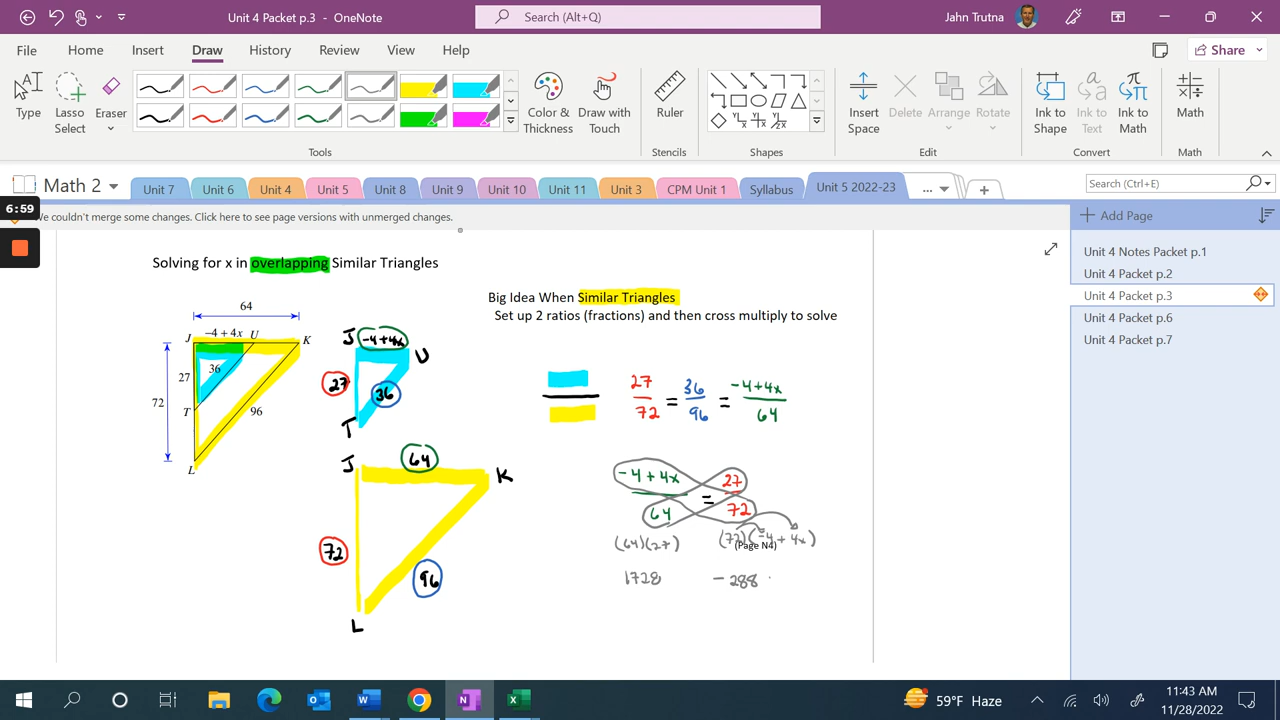 Unit 4 Packet p.3 - OneNote
Search (Alt+Q)
Jahn Trutna
File Home Insert Draw History Review View Help
Share
Type
Lasso Select
Eraser
Color & Thickness
Draw with Touch
Ruler
Insert Space
Delete
Arrange
Rotate
Ink to Shape
Ink to Text
Ink to Math
Math
Tools
Stencils
Shapes
Edit
Convert
Math
Math 2
Unit 7
Unit 6
Unit 4
Unit 5
Unit 8
Unit 9
Unit 10
Unit 11
Unit 3
CPM Unit 1
Syllabus
Unit 5 2022-23
...
Search (Ctrl+E)
6:59
e couldn't merge some changes. Click here to see page versions with unmerged changes.
Add Page
Unit 4 Notes Packet p.1
Unit 4 Packet p.2
Unit 4 Packet p.3
Unit 4 Packet p.6
Unit 4 Packet p.7
Solving for x in overlapping Similar Triangles
Big Idea When Similar Triangles
Set up 2 ratios (fractions) and then cross multiply to solve
64
J −4 + 4x U K
27
36
72
T
96
L
J -4+4x U
27
36
T
J 64 K
72
96
L
27/72 = 36/96 = -4+4x/64
-4+4x/64 = 27/72
(64)(27) (72)(-4+4x)
(Page N4)
1728 -288
59°F Haze
11:43 AM
11/28/2022